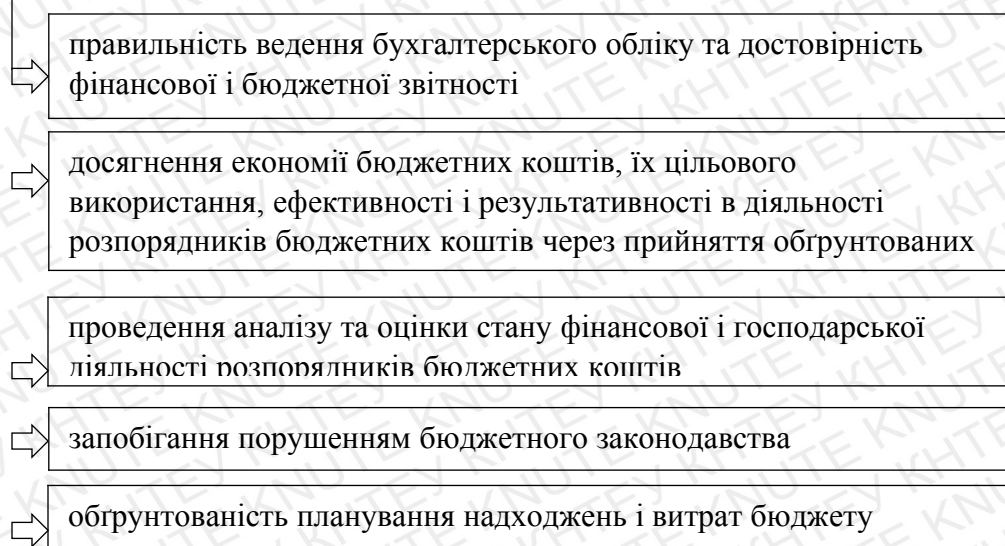 правильність ведення бухгалтерського обліку та достовірність
фінансової і бюджетної звітності
досягнення економії бюджетних коштів, їх цільового
використання, ефективності і результативності в діяльності
розпорядників бюджетних коштів через прийняття обґрунтованих
проведення аналізу та оцінки стану фінансової і господарської
діяльності розпорядників бюджетних коштів
запобігання порушенням бюджетного законодавства
обґрунтованість планування надходжень і витрат бюджету